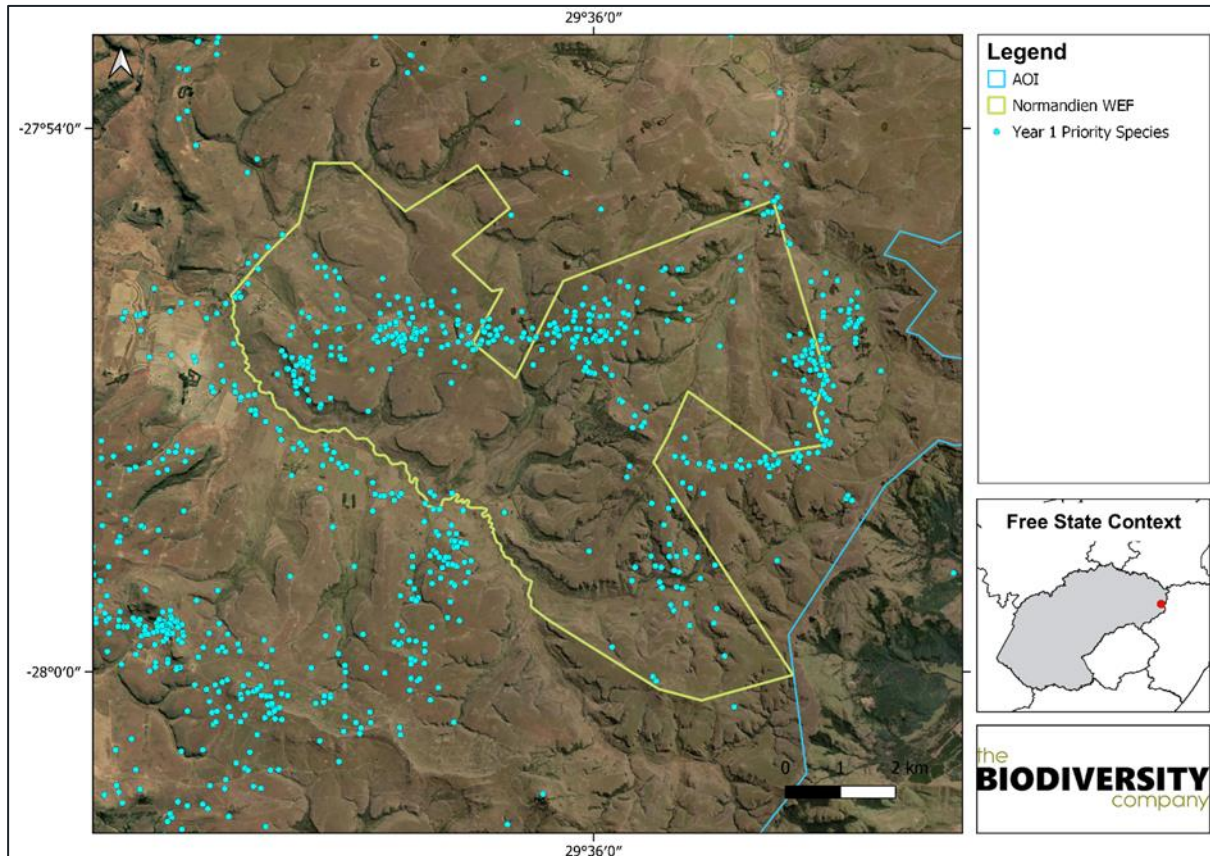 29°36'0"
-27°54'0"
-28°0'0"
0 1 2 km
29°36'0"
Legend
AOI
Normandien WEF
Year 1 Priority Species
Free State Context
the
BIODIVERSITY
company